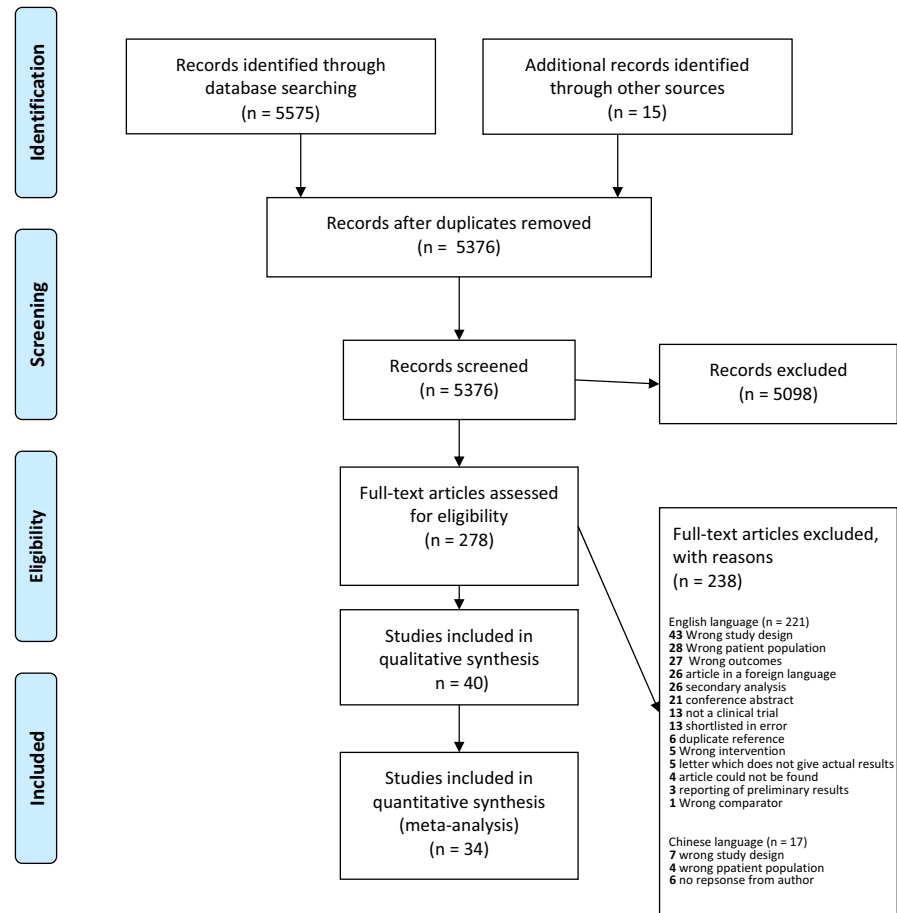 Identification
Records identified through
database searching
(n = 5575)
Additional records identified
through other sources
(n = 15)
Records after duplicates removed
(n = 5376)
Screening
Records screened
(n = 5376)
Records excluded
(n = 5098)
Eligibility
Full-text articles assessed
for eligibility
(n = 278)
Full-text articles excluded,
with reasons
(n = 238)
English language (n = 221)
43 Wrong study design
28 Wrong patient population
27 Wrong outcomes
26 article in a foreign language
26 secondary analysis
21 conference abstract
13 not a clinical trial
13 shortlisted in error
6 duplicate reference
5 Wrong intervention
5 letter which does not give actual results
4 article could not be found
3 reporting of preliminary results
1 Wrong comparator
Chinese language (n = 17)
7 wrong study design
4 wrong ppatient population
6 no repsonse from author
Studies included in
qualitative synthesis
n = 40)
Included
Studies included in
quantitative synthesis
(meta-analysis)
(n = 34)